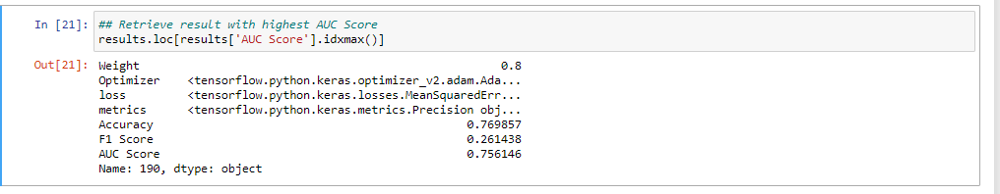 In [21]: ## Retrieve result with highest AUC Score
results.loc[results['AUC Score'].idxmax()]
Out[21]: Weight 0.8
Optimizer <tensorflow.python.keras.optimizer_v2.adam.Ada...
loss <tensorflow.python.keras.losses.MeanSquaredErr...
metrics <tensorflow.python.keras.metrics.Precision obj...
Accuracy 0.769857
F1 Score 0.261438
AUC Score 0.756146
Name: 190, dtype: object